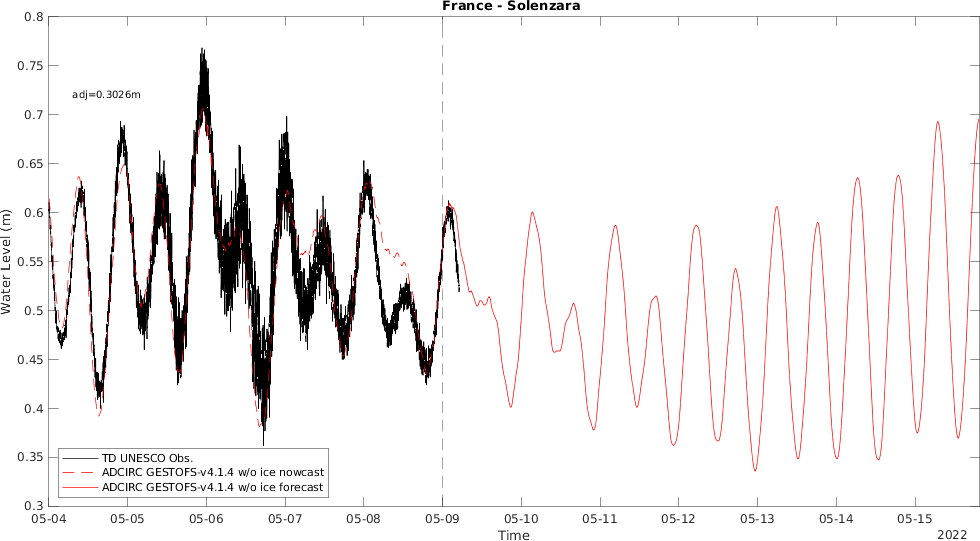 France - Solenzara
0.8
0.75
0.7
0.65
0.6
0.55
0.5
0.45
0.4
0.35
0.3
Water Level (m)
adj=0.3026m
TD UNESCO Obs.
ADCIRC GESTOFS-v4.1.4 w/o ice nowcast
ADCIRC GESTOFS-v4.1.4 w/o ice forecast
05-04 05-05 05-06 05-07 05-08 05-09 05-10 05-11 05-12 05-13 05-14 05-15
Time
2022